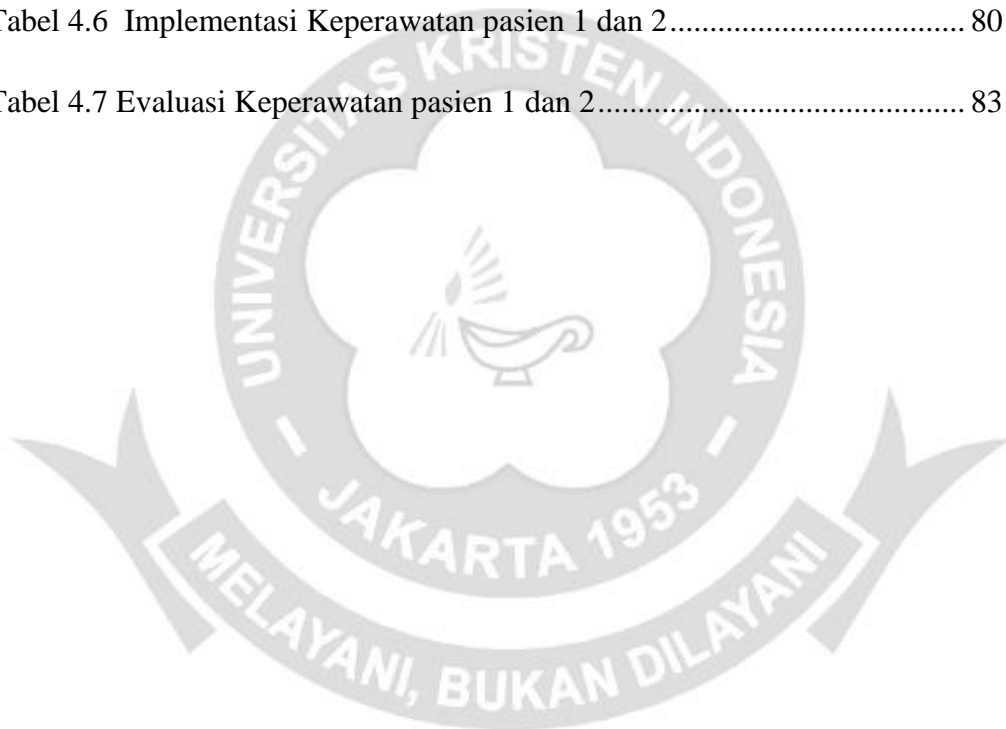 Tabel 4.6  Implementasi Keperawatan pasien 1 dan 2.................................. 80
Tabel 4.7 Evaluasi Keperawatan pasien 1 dan 2.......................................... 83
UNIVERSITAS KRISTEN INDONESIA
JAKARTA 1953
MELAYANI, BUKAN DILAYANI